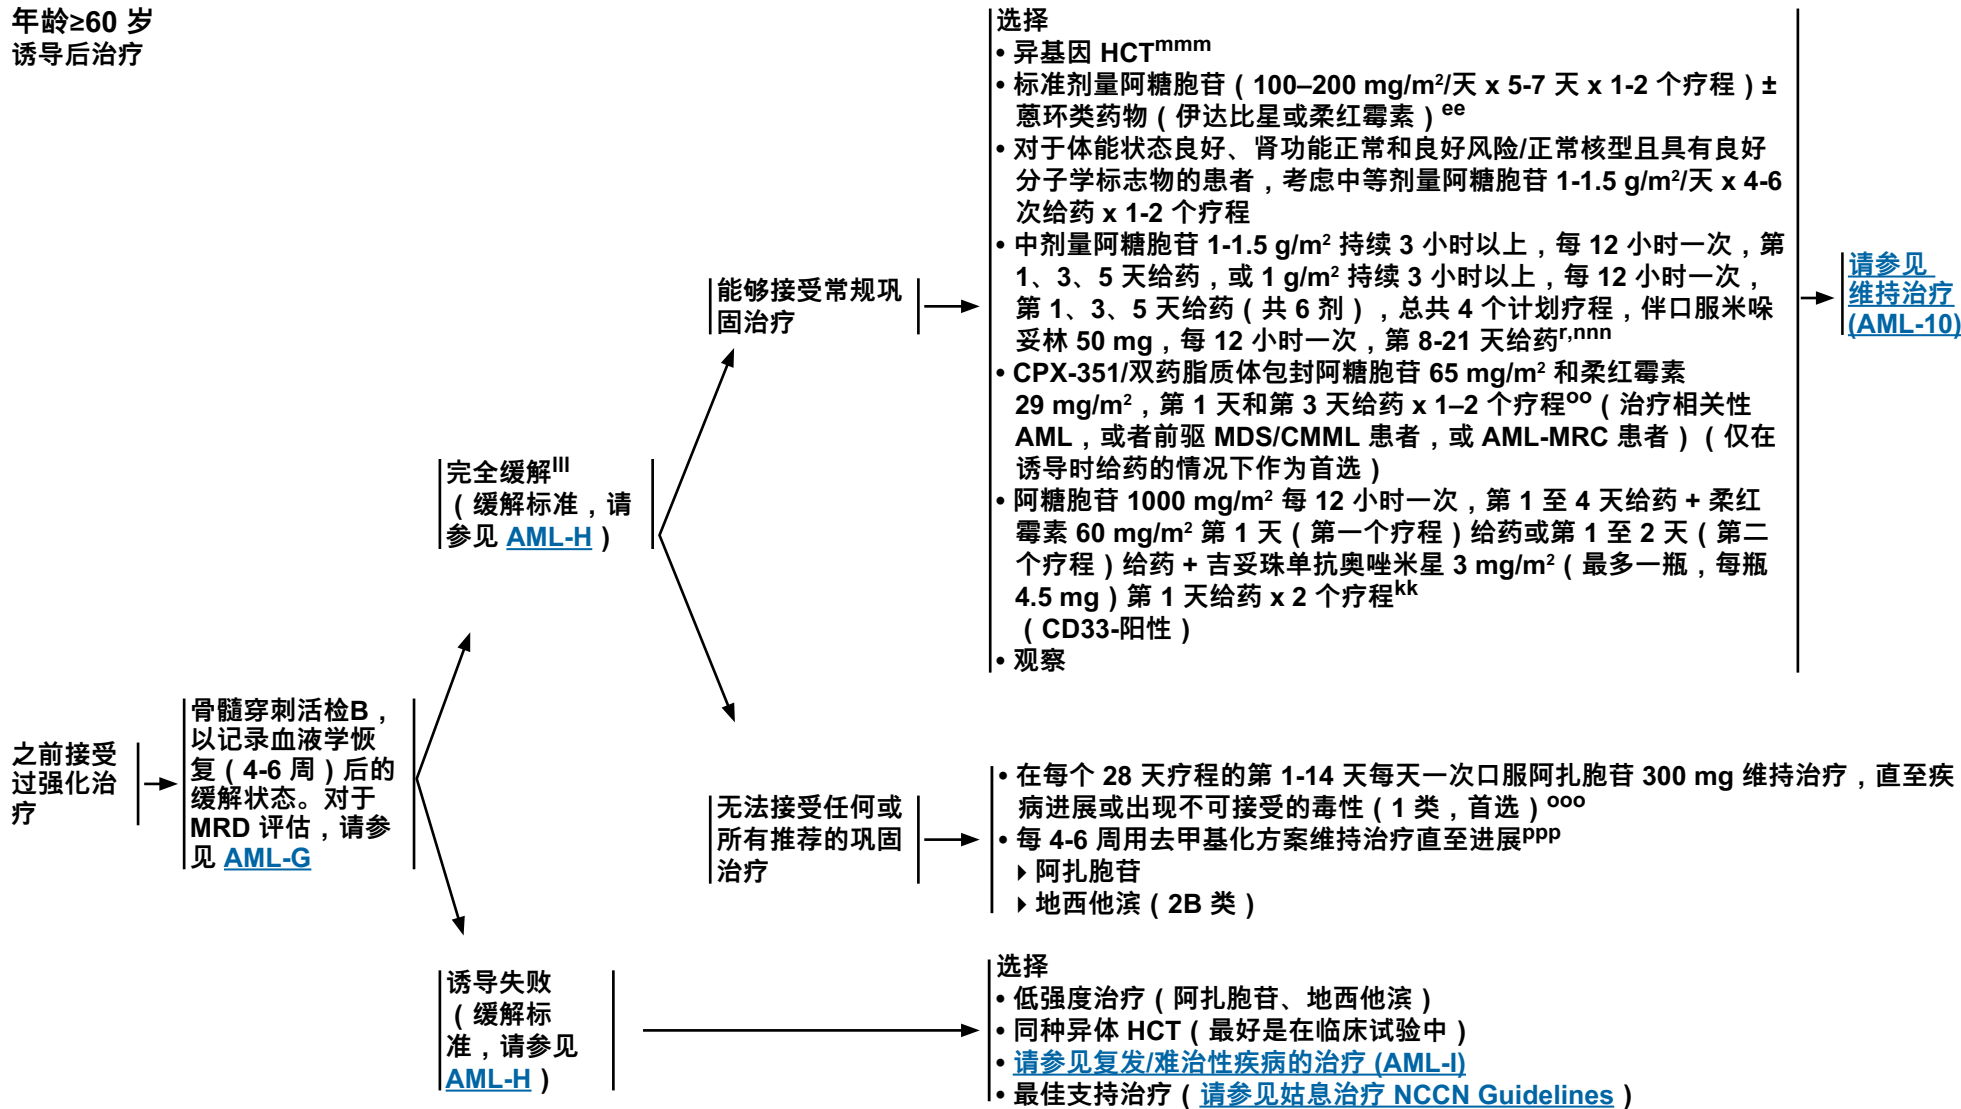 年龄≥60 岁
诱导后治疗
之前接受
过强化治
疗
骨髓穿刺活检B，
以记录血液学恢
复（4-6 周）后的
缓解状态。对于
MRD 评估，请参
见 AML-G
完全缓解lll
（缓解标准，请
参见 AML-H）
诱导失败
（缓解标
准，请参见
AML-H）
能够接受常规巩
固治疗
无法接受任何或
所有推荐的巩固
治疗
选择
• 异基因 HCTmmm
• 标准剂量阿糖胞苷（100–200 mg/m²/天 x 5-7 天 x 1-2 个疗程）±
蒽环类药物（伊达比星或柔红霉素）ee
• 对于体能状态良好、肾功能正常和良好风险/正常核型且具有良好
分子学标志物的患者，考虑中等剂量阿糖胞苷 1-1.5 g/m²/天 x 4-6
次给药 x 1-2 个疗程
• 中剂量阿糖胞苷 1-1.5 g/m² 持续 3 小时以上，每 12 小时一次，第
1、3、5 天给药，或 1 g/m² 持续 3 小时以上，每 12 小时一次，
第 1、3、5 天给药（共 6 剂），总共 4 个计划疗程，伴口服米哚
妥林 50 mg，每 12 小时一次，第 8-21 天给药r,nnn
• CPX-351/双药脂质体包封阿糖胞苷 65 mg/m² 和柔红霉素
29 mg/m²，第 1 天和第 3 天给药 x 1–2 个疗程oo（治疗相关性
AML，或者前驱 MDS/CMML 患者，或 AML-MRC 患者）（仅在
诱导时给药的情况下作为首选）
• 阿糖胞苷 1000 mg/m² 每 12 小时一次，第 1 至 4 天给药 + 柔红
霉素 60 mg/m² 第 1 天（第一个疗程）给药或第 1 至 2 天（第二
个疗程）给药 + 吉妥珠单抗奥唑米星 3 mg/m²（最多一瓶，每瓶
4.5 mg）第 1 天给药 x 2 个疗程kk
（CD33-阳性）
• 观察
请参见
维持治疗
(AML-10)
• 在每个 28 天疗程的第 1-14 天每天一次口服阿扎胞苷 300 mg 维持治疗，直至疾
病进展或出现不可接受的毒性（1 类，首选）ooo
• 每 4-6 周用去甲基化方案维持治疗直至进展ppp
▸ 阿扎胞苷
▸ 地西他滨（2B 类）
选择
• 低强度治疗（阿扎胞苷、地西他滨）
• 同种异体 HCT（最好是在临床试验中）
• 请参见复发/难治性疾病的治疗 (AML-I)
• 最佳支持治疗（请参见姑息治疗 NCCN Guidelines）